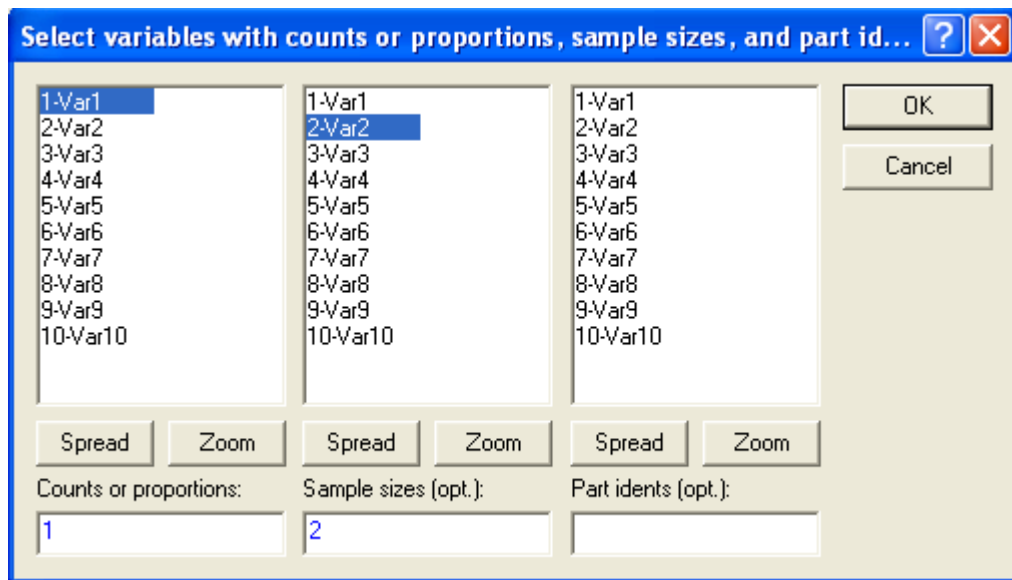 Select variables with counts or proportions, sample sizes, and part id...
1-Var1
2-Var2
3-Var3
4-Var4
5-Var5
6-Var6
7-Var7
8-Var8
9-Var9
10-Var10
Spread Zoom
Counts or proportions:
1
1-Var1
2-Var2
3-Var3
4-Var4
5-Var5
6-Var6
7-Var7
8-Var8
9-Var9
10-Var10
Spread Zoom
Sample sizes (opt.):
2
1-Var1
2-Var2
3-Var3
4-Var4
5-Var5
6-Var6
7-Var7
8-Var8
9-Var9
10-Var10
Spread Zoom
Part idents (opt.):
OK
Cancel